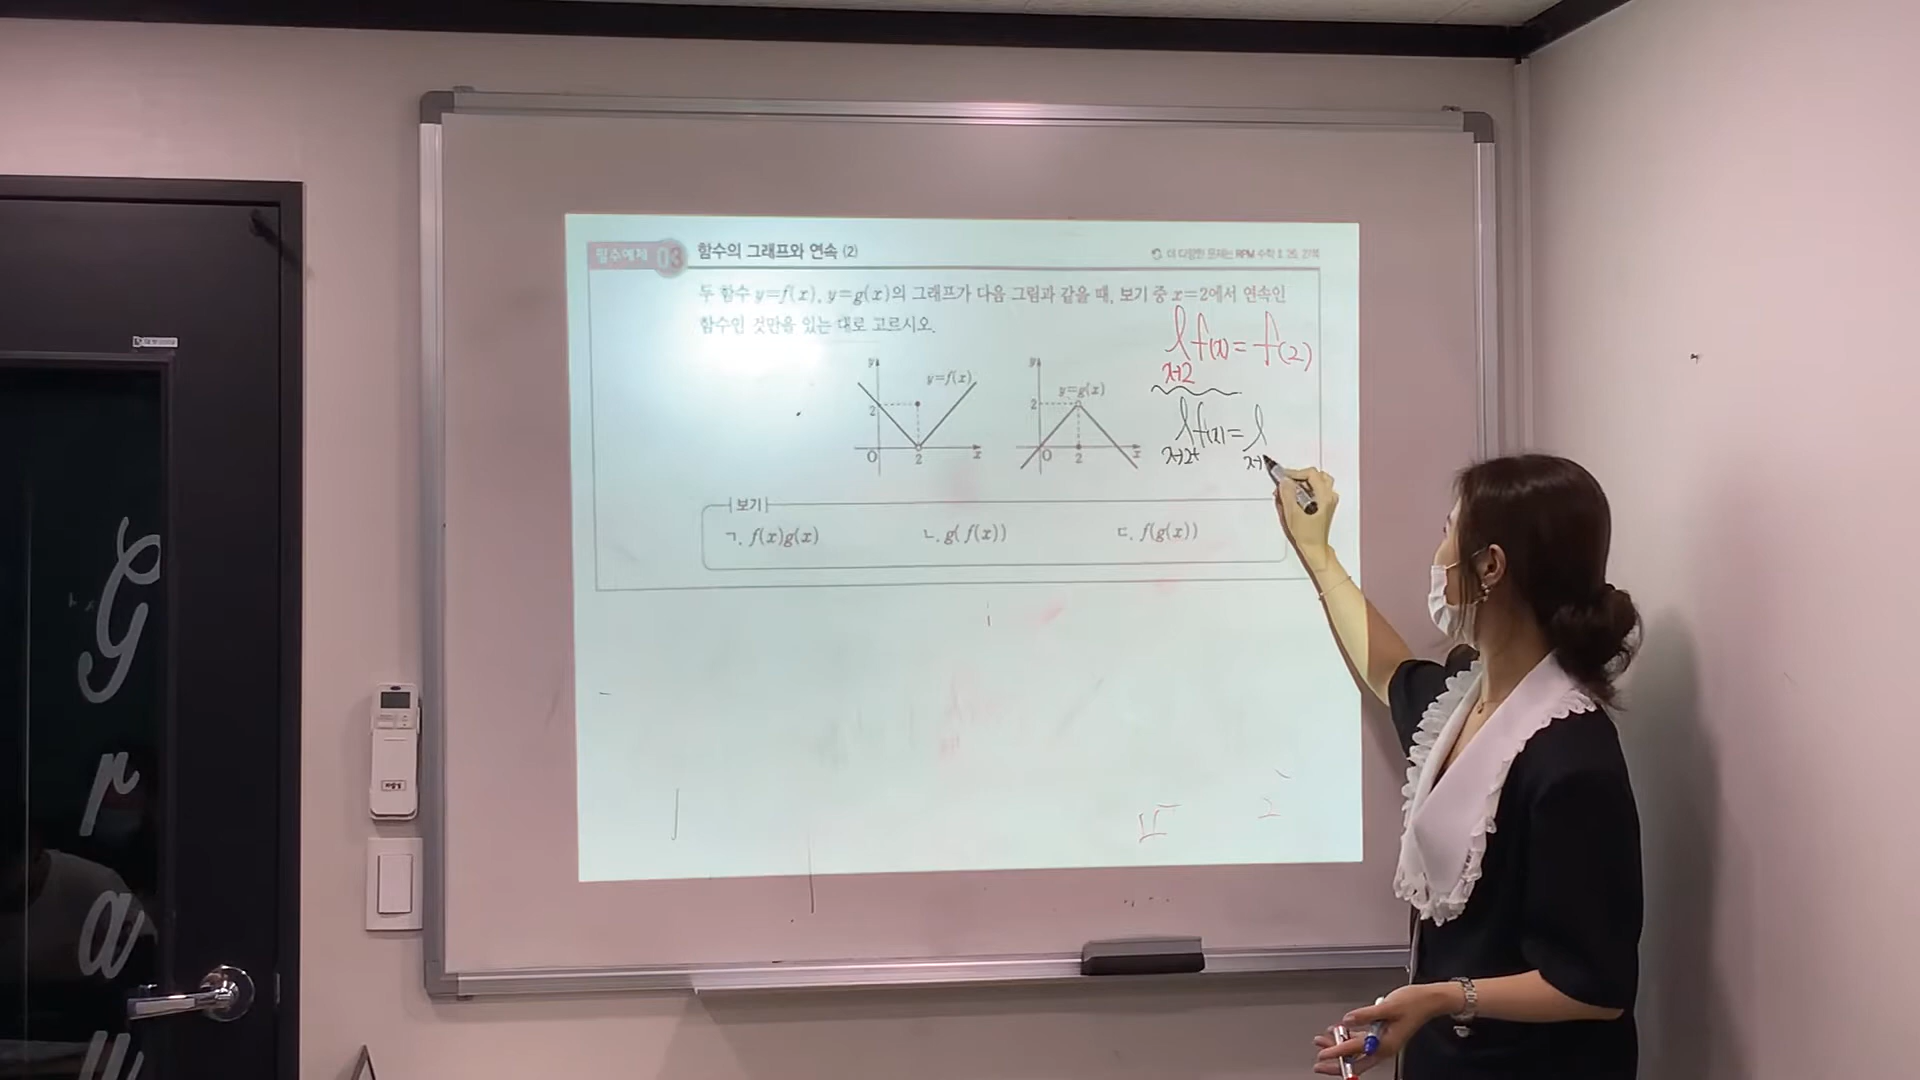 필수예제 03 함수의 그래프와 연속 (2)
더 다양한 문제는 RPM 수학 Ⅱ 26, 27쪽
두 함수 y=f(x), y=g(x)의 그래프가 다음 그림과 같을 때, 보기 중 x=2에서 연속인
함수인 것만을 있는 대로 고르시오.
y
y=f(x)
2
O
2
x
y
y=g(x)
2
O
2
x
l f(x) = f(2)
x→2
l f(x) = l
x→2+ x→
보기
ㄱ. f(x)g(x) ㄴ. g( f(x)) ㄷ. f(g(x))
2
Gray